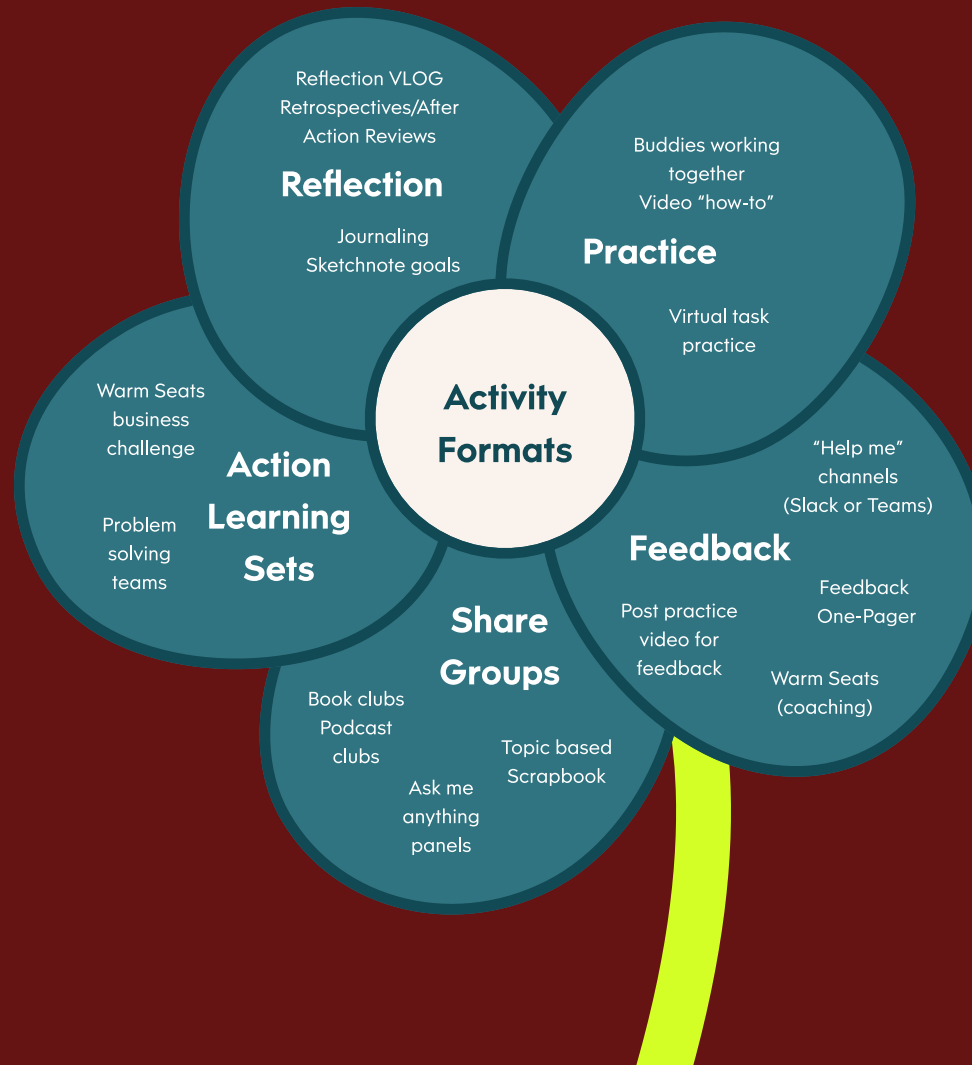 Reflection VLOG
Retrospectives/After
Action Reviews
Reflection
Journaling
Sketchnote goals
Buddies working
together
Video “how-to”
Practice
Virtual task
practice
Activity
Formats
Warm Seats
business
challenge
Action
Learning
Sets
Problem
solving
teams
“Help me”
channels
(Slack or Teams)
Feedback
Feedback
One-Pager
Post practice
video for
feedback
Warm Seats
(coaching)
Share
Groups
Book clubs
Podcast
clubs
Topic based
Scrapbook
Ask me
anything
panels